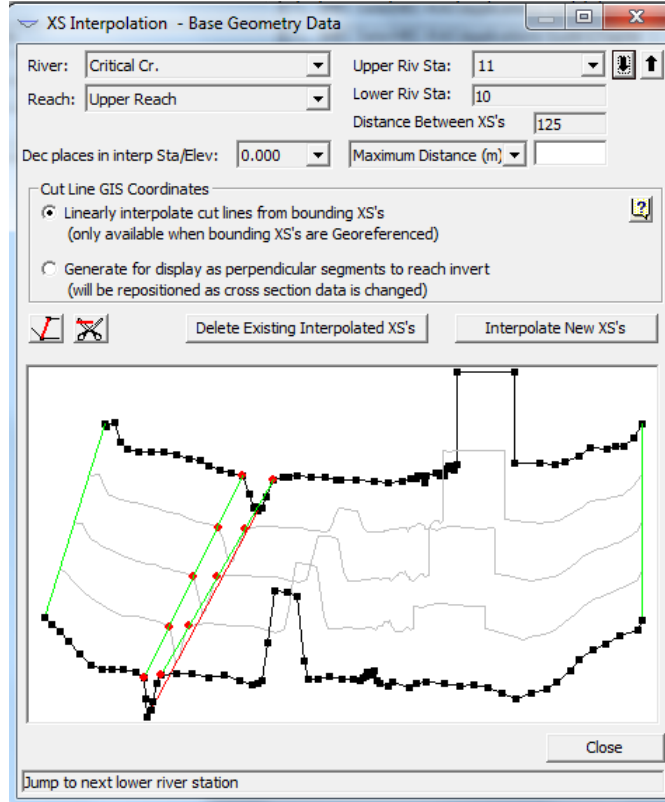 XS Interpolation - Base Geometry Data
River: Critical Cr. Upper Riv Sta: 11
Reach: Upper Reach Lower Riv Sta: 10
Distance Between XS's 125
Dec places in interp Sta/Elev: 0.000 Maximum Distance (m)
Cut Line GIS Coordinates
Linearly interpolate cut lines from bounding XS's
(only available when bounding XS's are Georeferenced)
Generate for display as perpendicular segments to reach invert
(will be repositioned as cross section data is changed)
Delete Existing Interpolated XS's Interpolate New XS's
Close
Jump to next lower river station